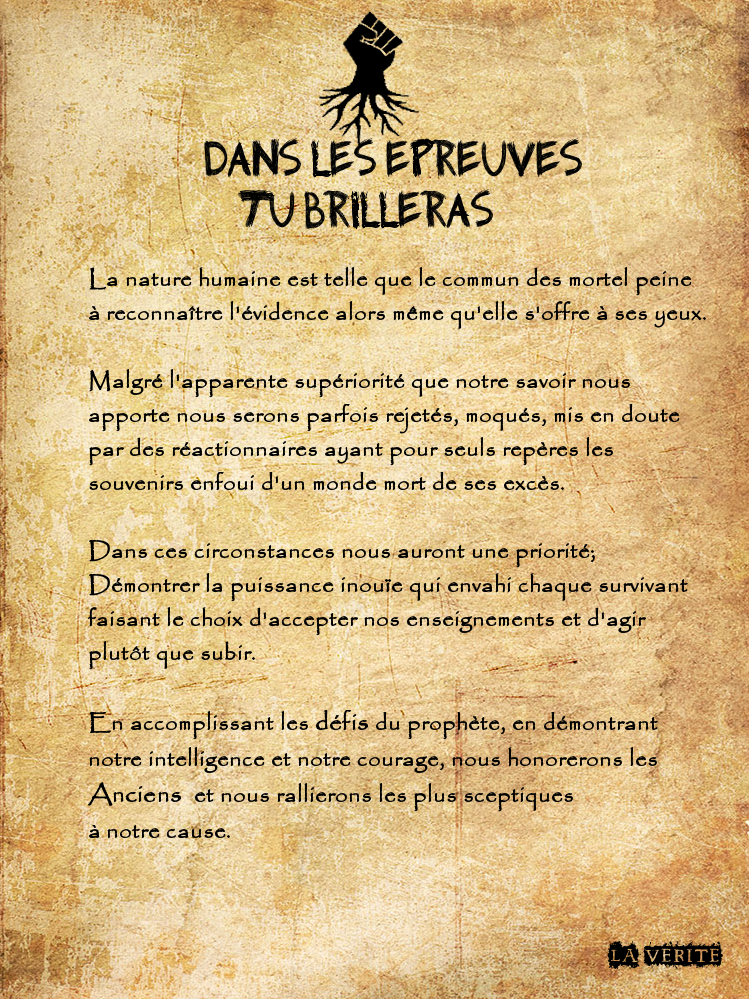 DANS LES EPREUVES
TU BRILLERAS
La nature humaine est telle que le commun des mortel peine
à reconnaître l'évidence alors même qu'elle s'offre à ses yeux.
Malgré l'apparente supériorité que notre savoir nous
apporte nous serons parfois rejetés, moqués, mis en doute
par des réactionnaires ayant pour seuls repères les
souvenirs enfoui d'un monde mort de ses excès.
Dans ces circonstances nous auront une priorité;
Démontrer la puissance inouïe qui envahi chaque survivant
faisant le choix d'accepter nos enseignements et d'agir
plutôt que subir.
En accomplissant les défis du prophète, en démontrant
notre intelligence et notre courage, nous honorerons les
Anciens et nous rallierons les plus sceptiques
à notre cause.
LA VERITE